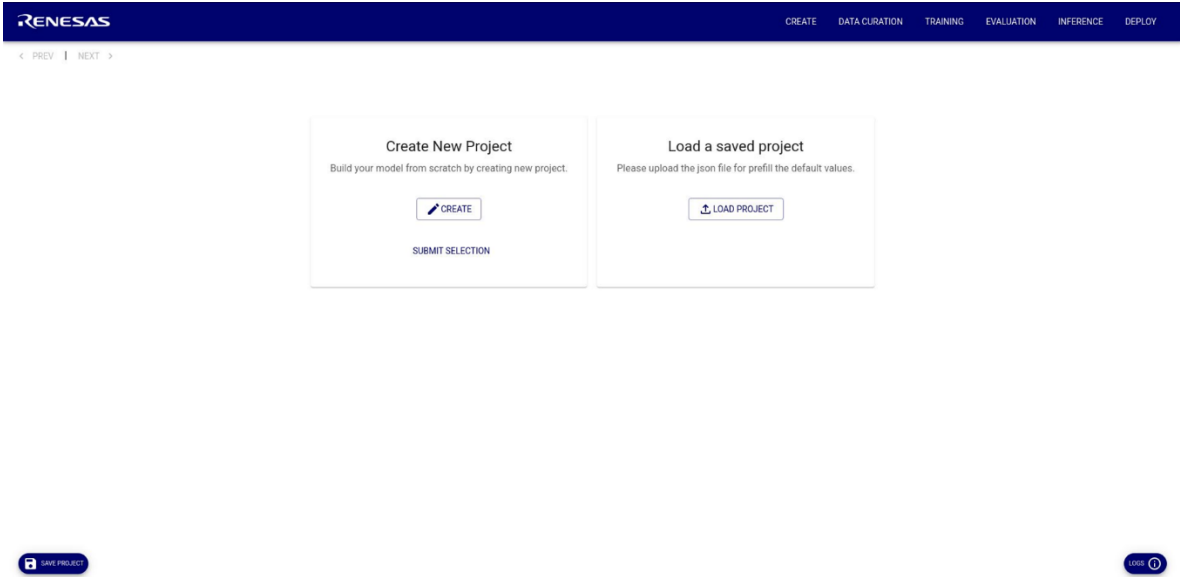 RENESAS
CREATE DATA CURATION TRAINING EVALUATION INFERENCE DEPLOY
< PREV | NEXT >
Create New Project
Build your model from scratch by creating new project.
CREATE
SUBMIT SELECTION
Load a saved project
Please upload the json file for prefill the default values.
LOAD PROJECT
SAVE PROJECT
LOGS